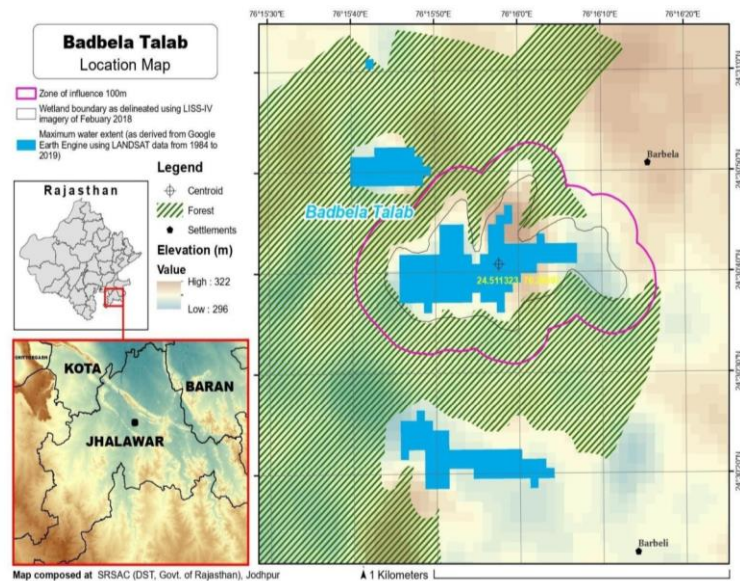 Badbela Talab
Location Map
Zone of influence 100m
Wetland boundary as delineated using LISS-IV
imagery of Febuary 2018
Maximum water extent (as derived from Google
Earth Engine using LANDSAT data from 1984 to
2019)
Legend
Centroid
Forest
Settlements
Elevation (m)
Value
High : 322
Low : 296
Rajasthan
KOTA
BARAN
JHALAWAR
76°15'30"E
76°15'40"E
76°15'50"E
76°16'0"E
76°16'10"E
76°16'20"E
Barbela
Badbela Talab
24.511323
Barbeli
Map composed at SRSAC (DST, Govt. of Rajasthan), Jodhpur
1 Kilometers